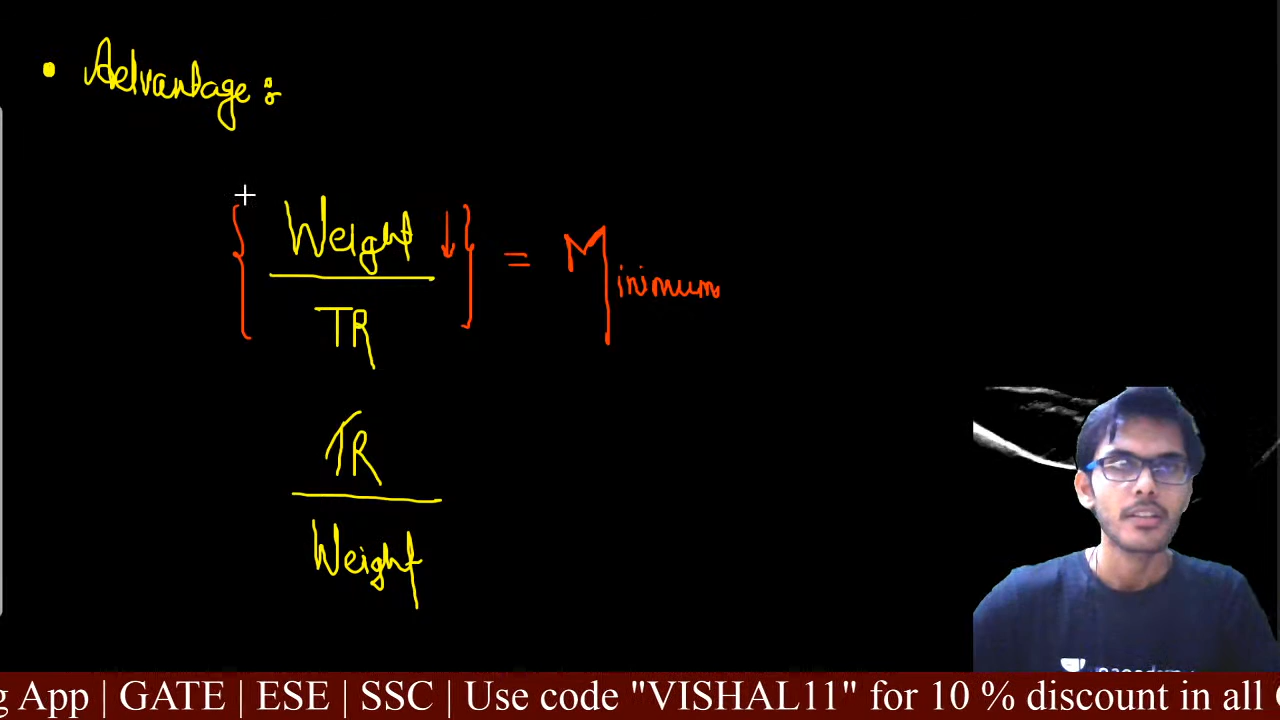 • Advantage:
{ Weight ↓ } = Minimum
TR
TR
Weight
g App | GATE | ESE | SSC | Use code "VISHAL11" for 10 % discount in all